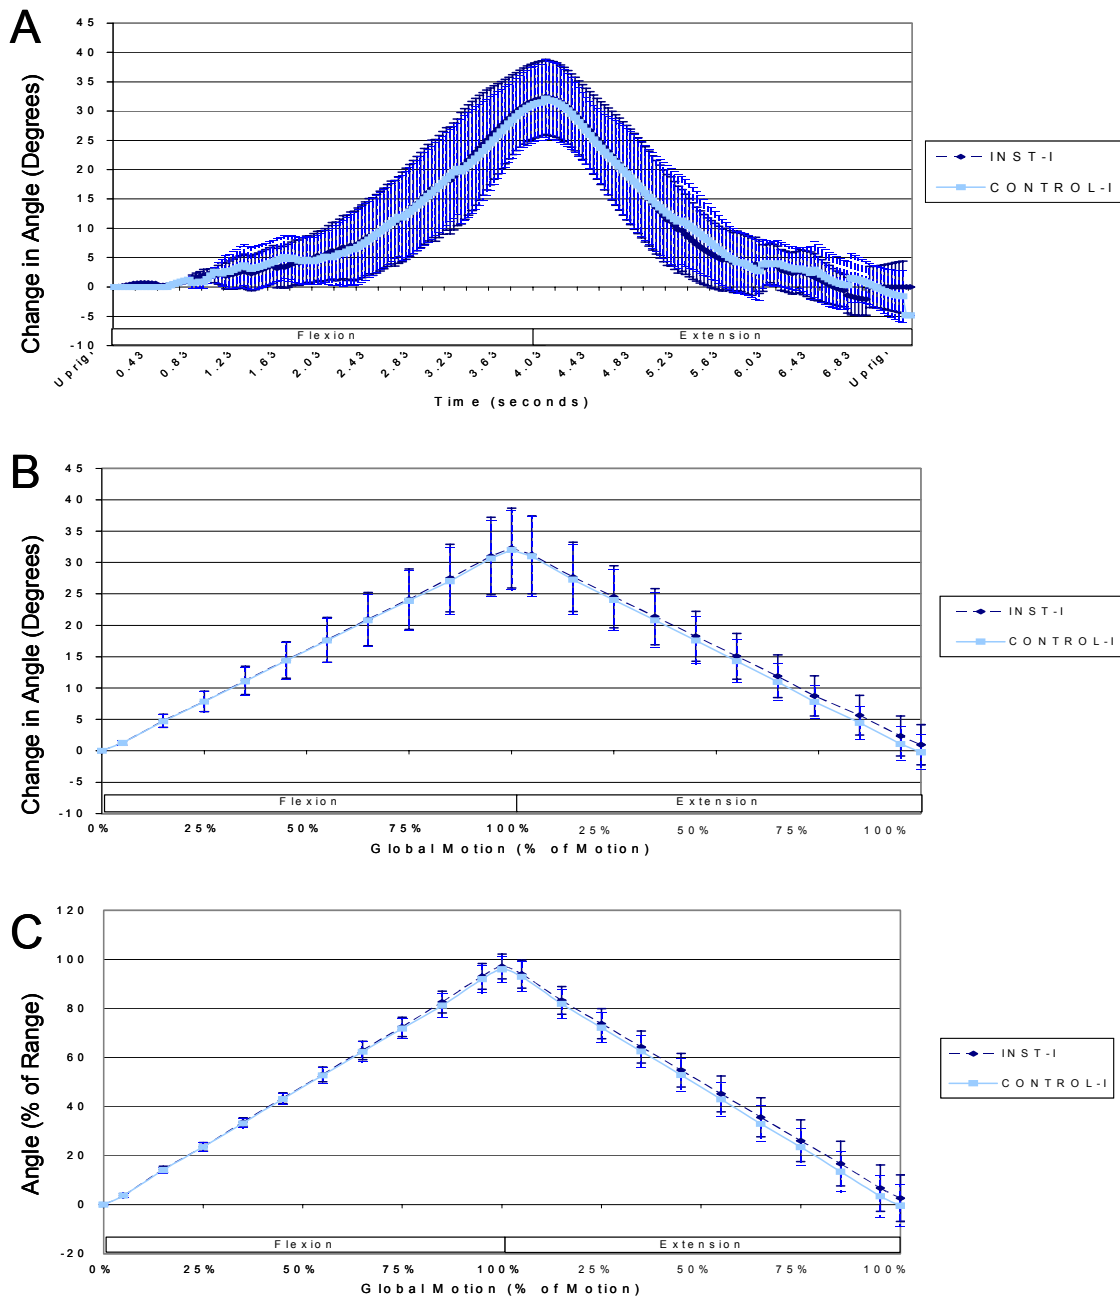 A
Change in Angle (Degrees)
45
40
35
30
25
20
15
10
5
0
-5
-10
Flexion
Extension
Uprig.
0.43
0.83
1.23
1.63
2.03
2.43
2.83
3.23
3.63
4.03
4.43
4.83
5.23
5.63
6.03
6.43
6.83
Uprig.
Time (seconds)
INST-I
CONTROL-I
B
Change in Angle (Degrees)
45
40
35
30
25
20
15
10
5
0
-5
-10
Flexion
Extension
0% 25% 50% 75% 100% 25% 50% 75% 100%
Global Motion (% of Motion)
INST-I
CONTROL-I
C
Angle (% of Range)
120
100
80
60
40
20
0
-20
Flexion
Extension
0% 25% 50% 75% 100% 25% 50% 75% 100%
Global Motion (% of Motion)
INST-I
CONTROL-I